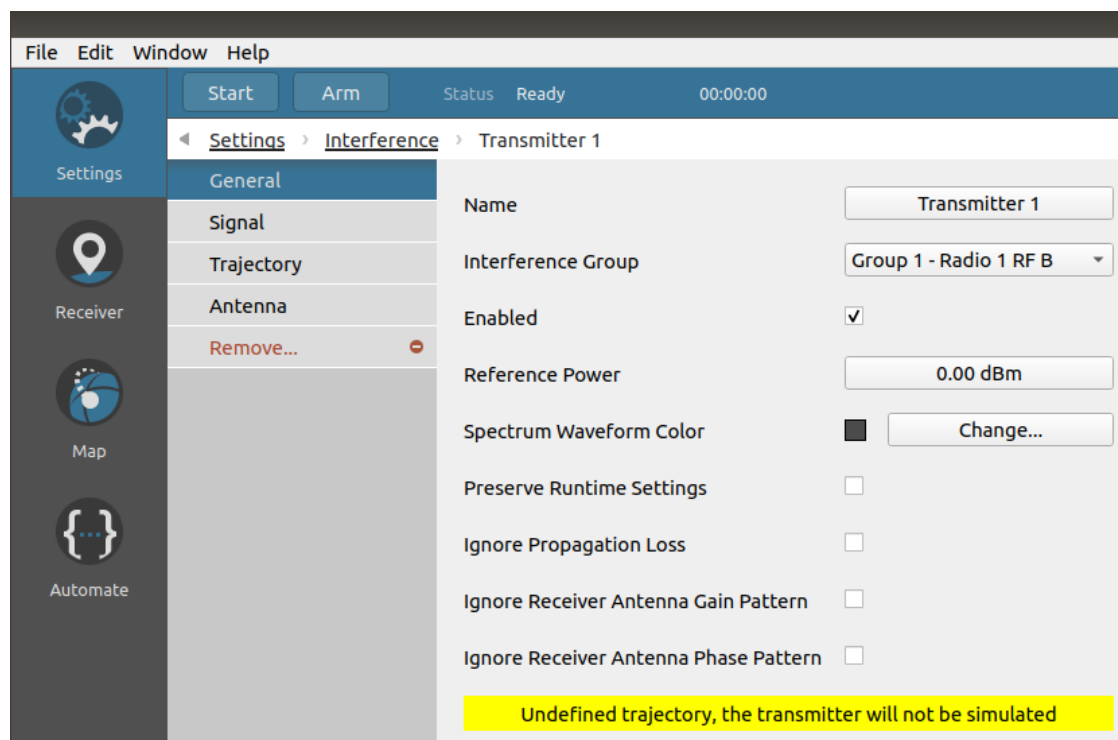 File Edit Window Help
Start Arm Status Ready 00:00:00
Settings
Settings Interference Transmitter 1
General
Signal
Trajectory
Antenna
Remove...
Receiver
Map
{...}
Automate
Name Transmitter 1
Interference Group Group 1 - Radio 1 RF B
Enabled
Reference Power 0.00 dBm
Spectrum Waveform Color Change...
Preserve Runtime Settings
Ignore Propagation Loss
Ignore Receiver Antenna Gain Pattern
Ignore Receiver Antenna Phase Pattern
Undefined trajectory, the transmitter will not be simulated